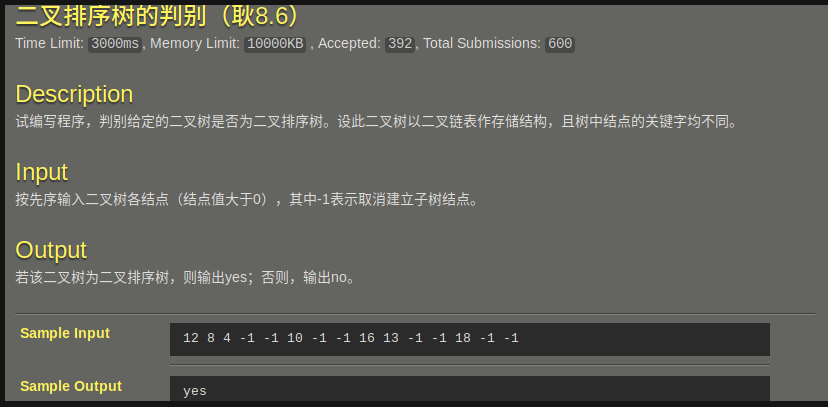 二叉排序树的判别（耿8.6）
Time Limit: 3000ms, Memory Limit: 10000KB , Accepted: 392, Total Submissions: 600
Description
试编写程序，判别给定的二叉树是否为二叉排序树。设此二叉树以二叉链表作存储结构，且树中结点的关键字均不同。
Input
按先序输入二叉树各结点（结点值大于0），其中-1表示取消建立子树结点。
Output
若该二叉树为二叉排序树，则输出yes；否则，输出no。
Sample Input
12 8 4 -1 -1 10 -1 -1 16 13 -1 -1 18 -1 -1
Sample Output
yes